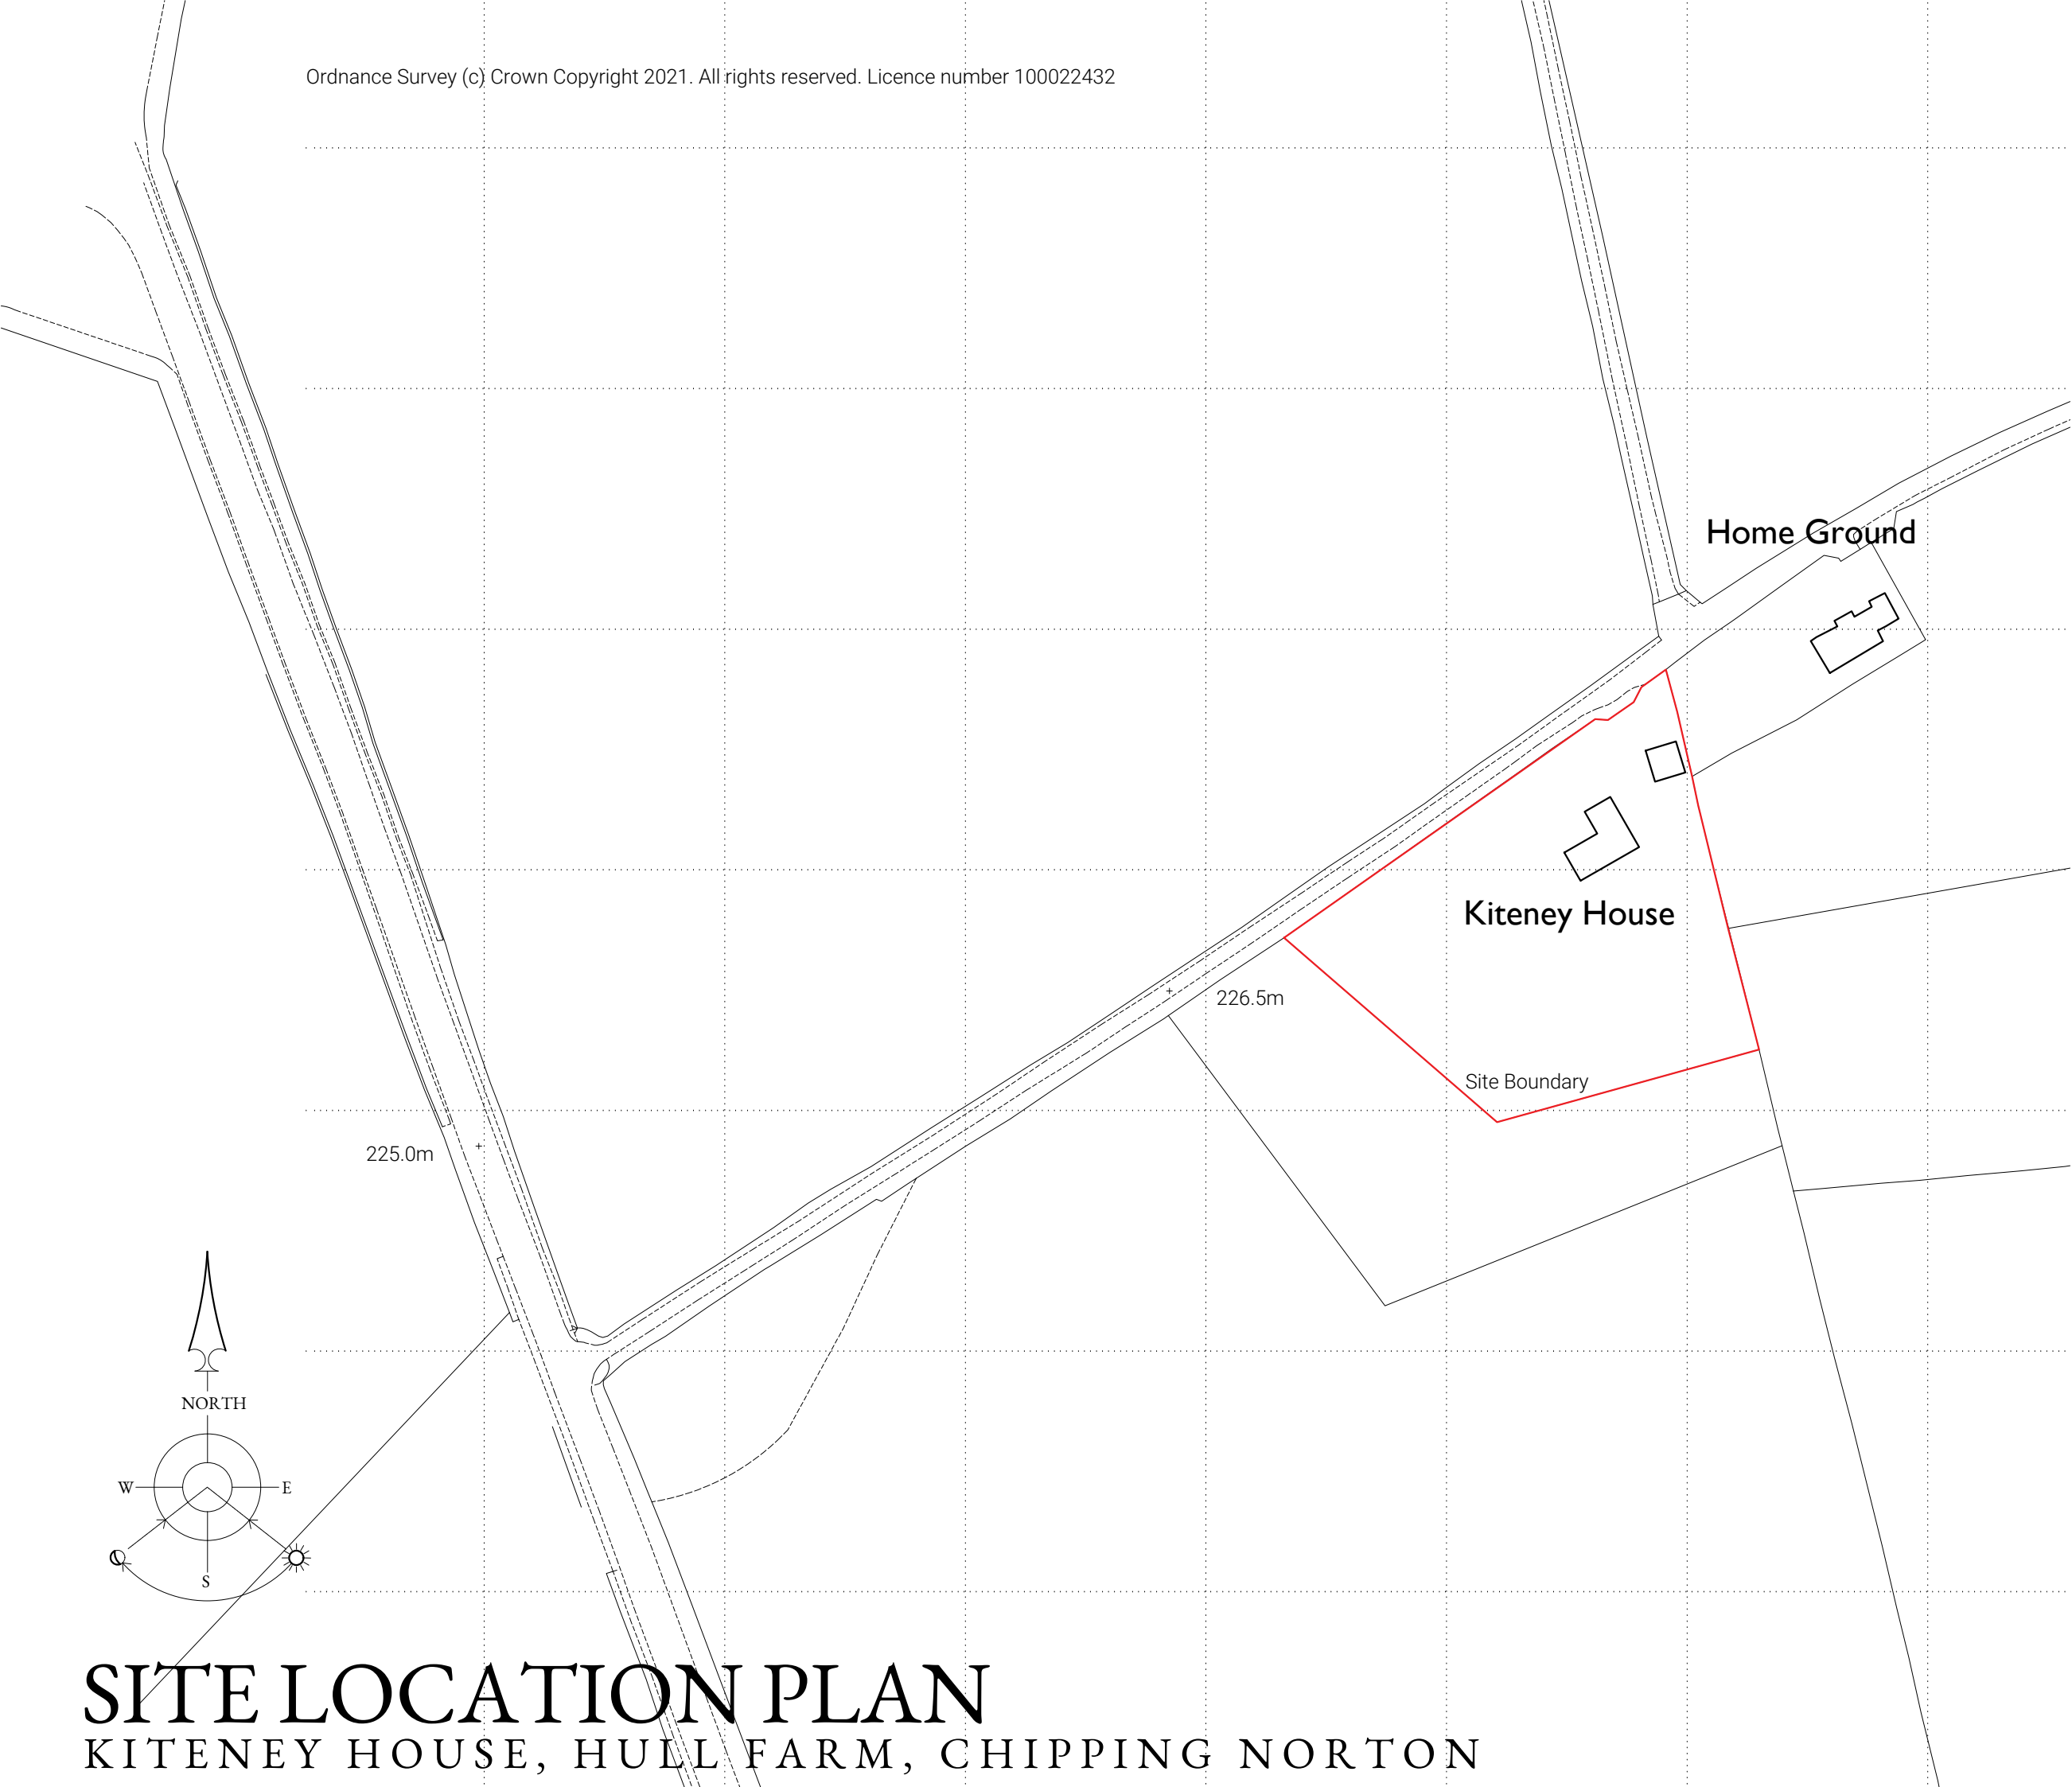 Ordnance Survey (c) Crown Copyright 2021. All rights reserved. Licence number 100022432
Home Ground
Kiteney House
226.5m
Site Boundary
225.0m
NORTH
W
E
S
SITE LOCATION PLAN
KITENEY HOUSE, HULL FARM, CHIPPING NORTON